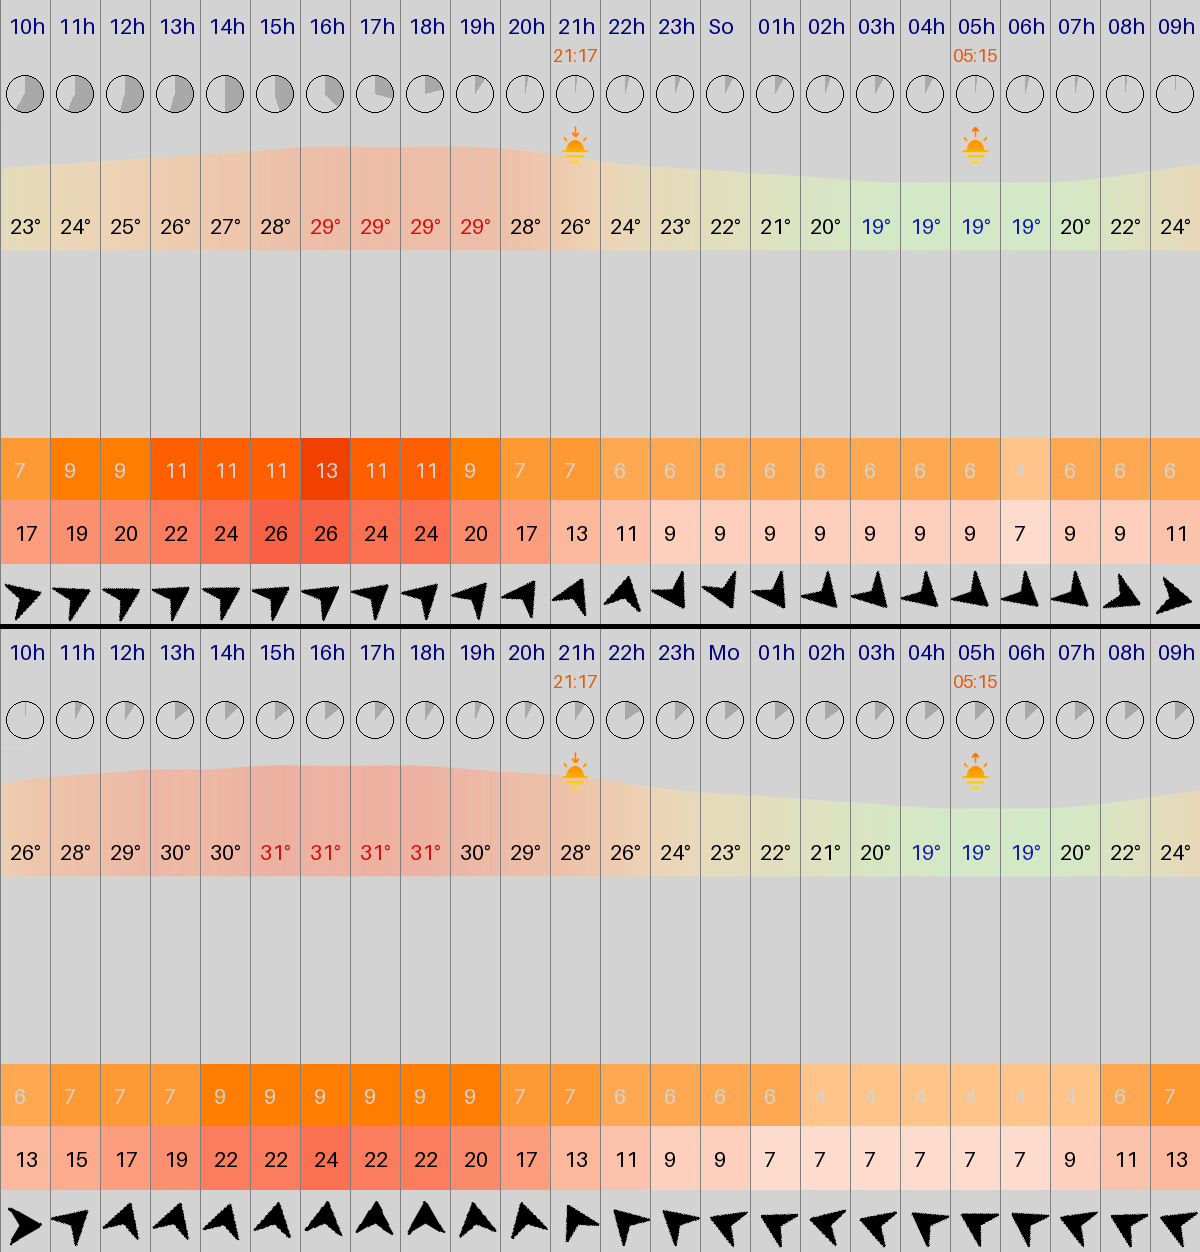 10h 11h 12h 13h 14h 15h 16h 17h 18h 19h 20h 21h 22h 23h So 01h 02h 03h 04h 05h 06h 07h 08h 09h
21:17 05:15
23° 24° 25° 26° 27° 28° 29° 29° 29° 29° 28° 26° 24° 23° 22° 21° 20° 19° 19° 19° 19° 20° 22° 24°
7 9 9 11 11 11 13 11 11 9 7 7 6 6 6 6 6 6 6 6 4 6 6 6
17 19 20 22 24 26 26 24 24 20 17 13 11 9 9 9 9 9 9 9 7 9 9 11
10h 11h 12h 13h 14h 15h 16h 17h 18h 19h 20h 21h 22h 23h Mo 01h 02h 03h 04h 05h 06h 07h 08h 09h
21:17 05:15
26° 28° 29° 30° 30° 31° 31° 31° 31° 30° 29° 28° 26° 24° 23° 22° 21° 20° 19° 19° 19° 20° 22° 24°
6 7 7 7 9 9 9 9 9 9 7 7 6 6 6 6 4 4 4 4 4 4 6 7
13 15 17 19 22 22 24 22 22 20 17 13 11 9 9 7 7 7 7 7 7 9 11 13